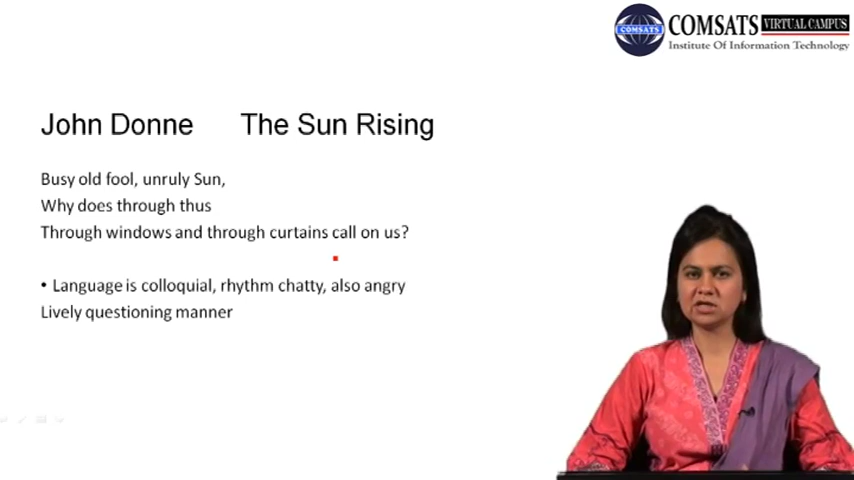 COMSATS
COMSATS VIRTUAL CAMPUS
Institute Of Information Technology
John Donne The Sun Rising
Busy old fool, unruly Sun,
Why does through thus
Through windows and through curtains call on us?
• Language is colloquial, rhythm chatty, also angry
Lively questioning manner